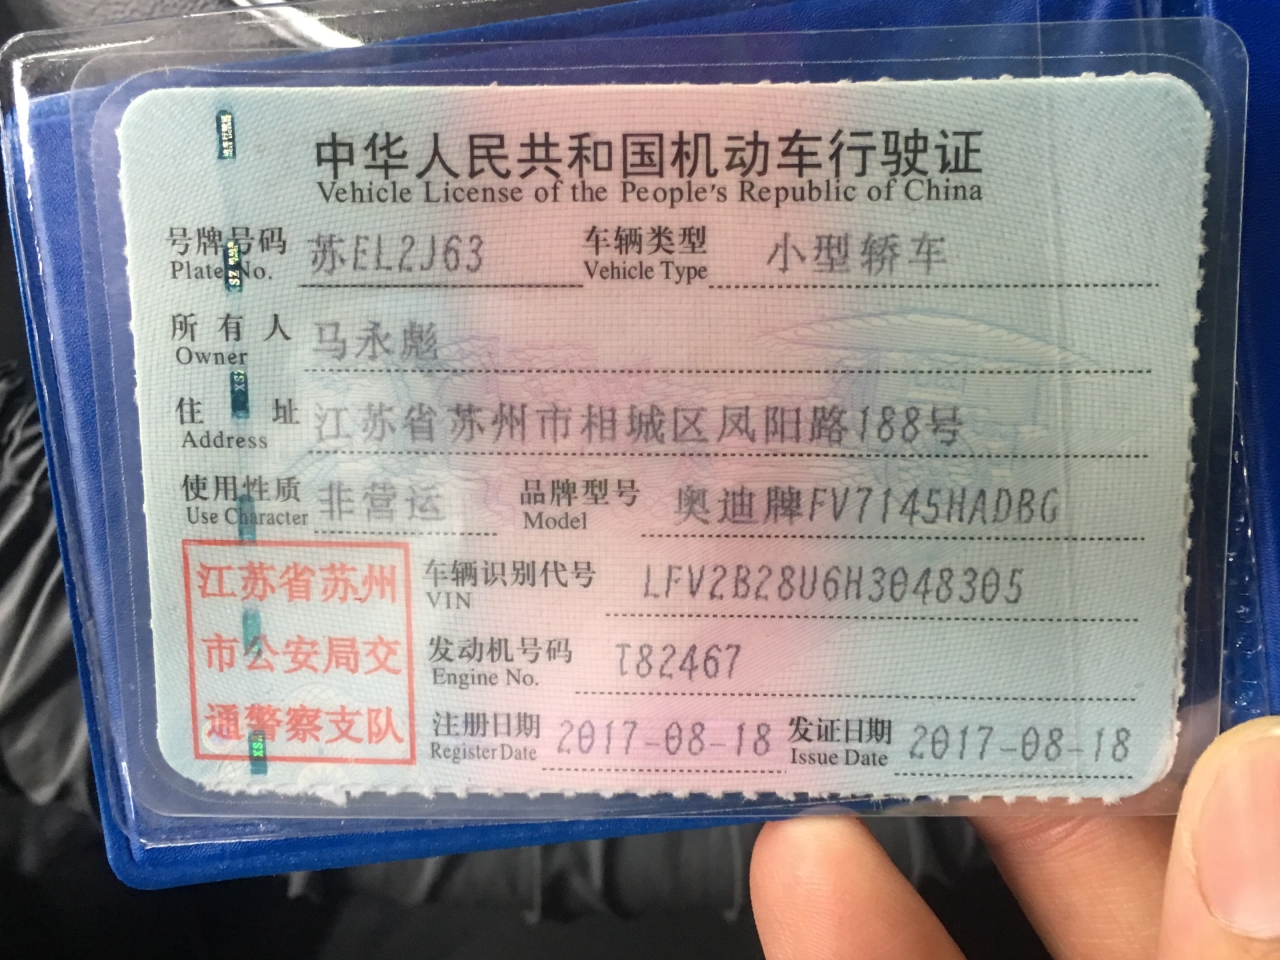 中华人民共和国机动车行驶证
Vehicle License of the People's Republic of China
号牌号码 苏EL2J63 车辆类型 小型轿车
Plate No. Vehicle Type
所有人 马永彪
Owner
住址 江苏省苏州市相城区凤阳路188号
Address
使用性质 非营运 品牌型号 奥迪牌FV7145HADBG
Use Character Model
江苏省苏州
市公安局交
通警察支队
车辆识别代号 LFV2B28U6H3048305
VIN
发动机号码 T82467
Engine No.
注册日期 2017-08-18 发证日期 2017-08-18
Register Date Issue Date